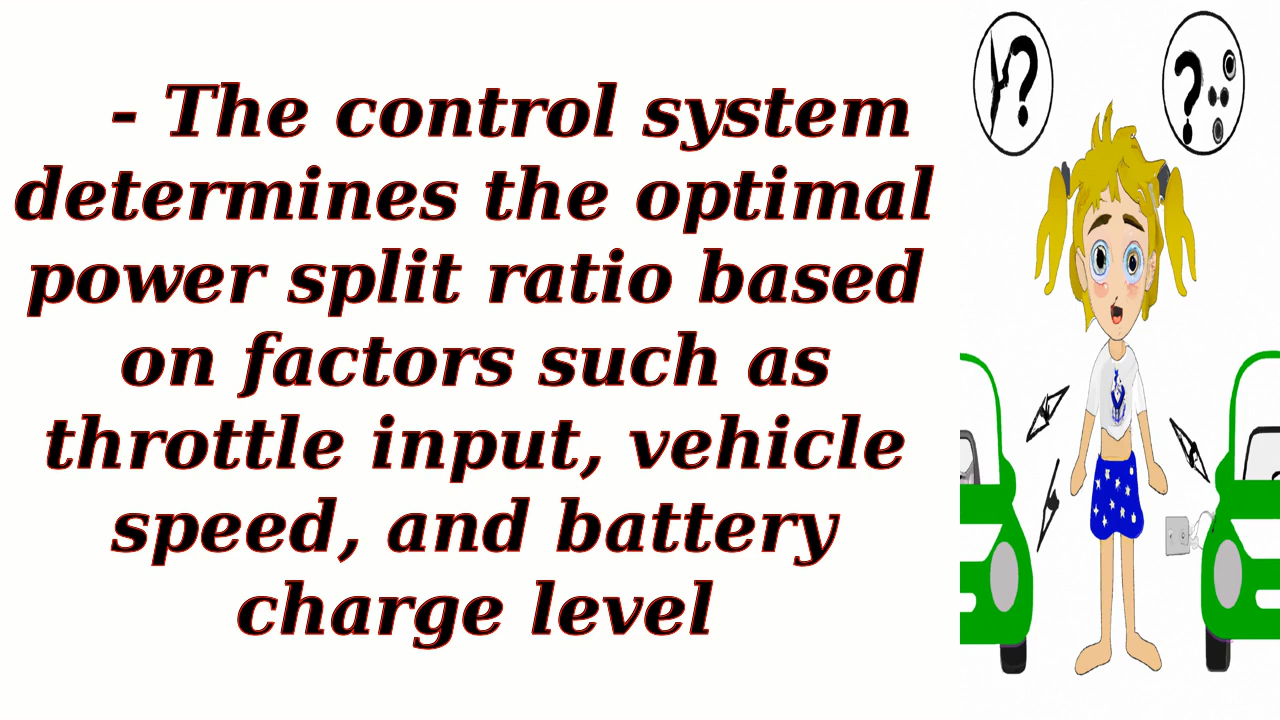 - The control system
determines the optimal
power split ratio based
on factors such as
throttle input, vehicle
speed, and battery
charge level
? ?